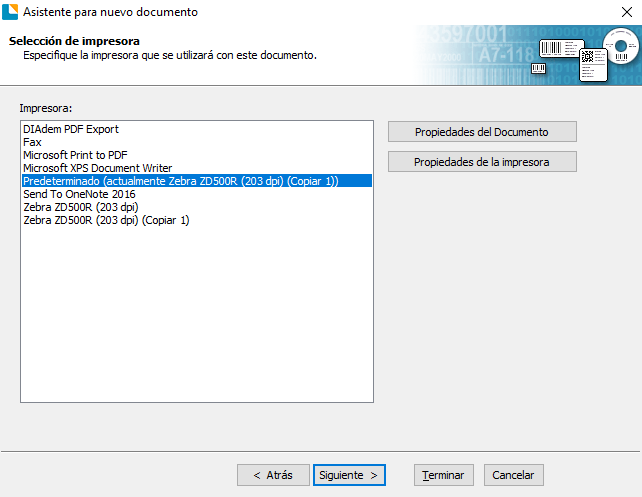 Asistente para nuevo documento
Selección de impresora
Especifique la impresora que se utilizará con este documento.
3597001
A7-118
Impresora:
DIAdem PDF Export
Fax
Microsoft Print to PDF
Microsoft XPS Document Writer
Predeterminado (actualmente Zebra ZD500R (203 dpi) (Copiar 1))
Send To OneNote 2016
Zebra ZD500R (203 dpi)
Zebra ZD500R (203 dpi) (Copiar 1)
Propiedades del Documento
Propiedades de la impresora
< Atrás
Siguiente >
Terminar
Cancelar